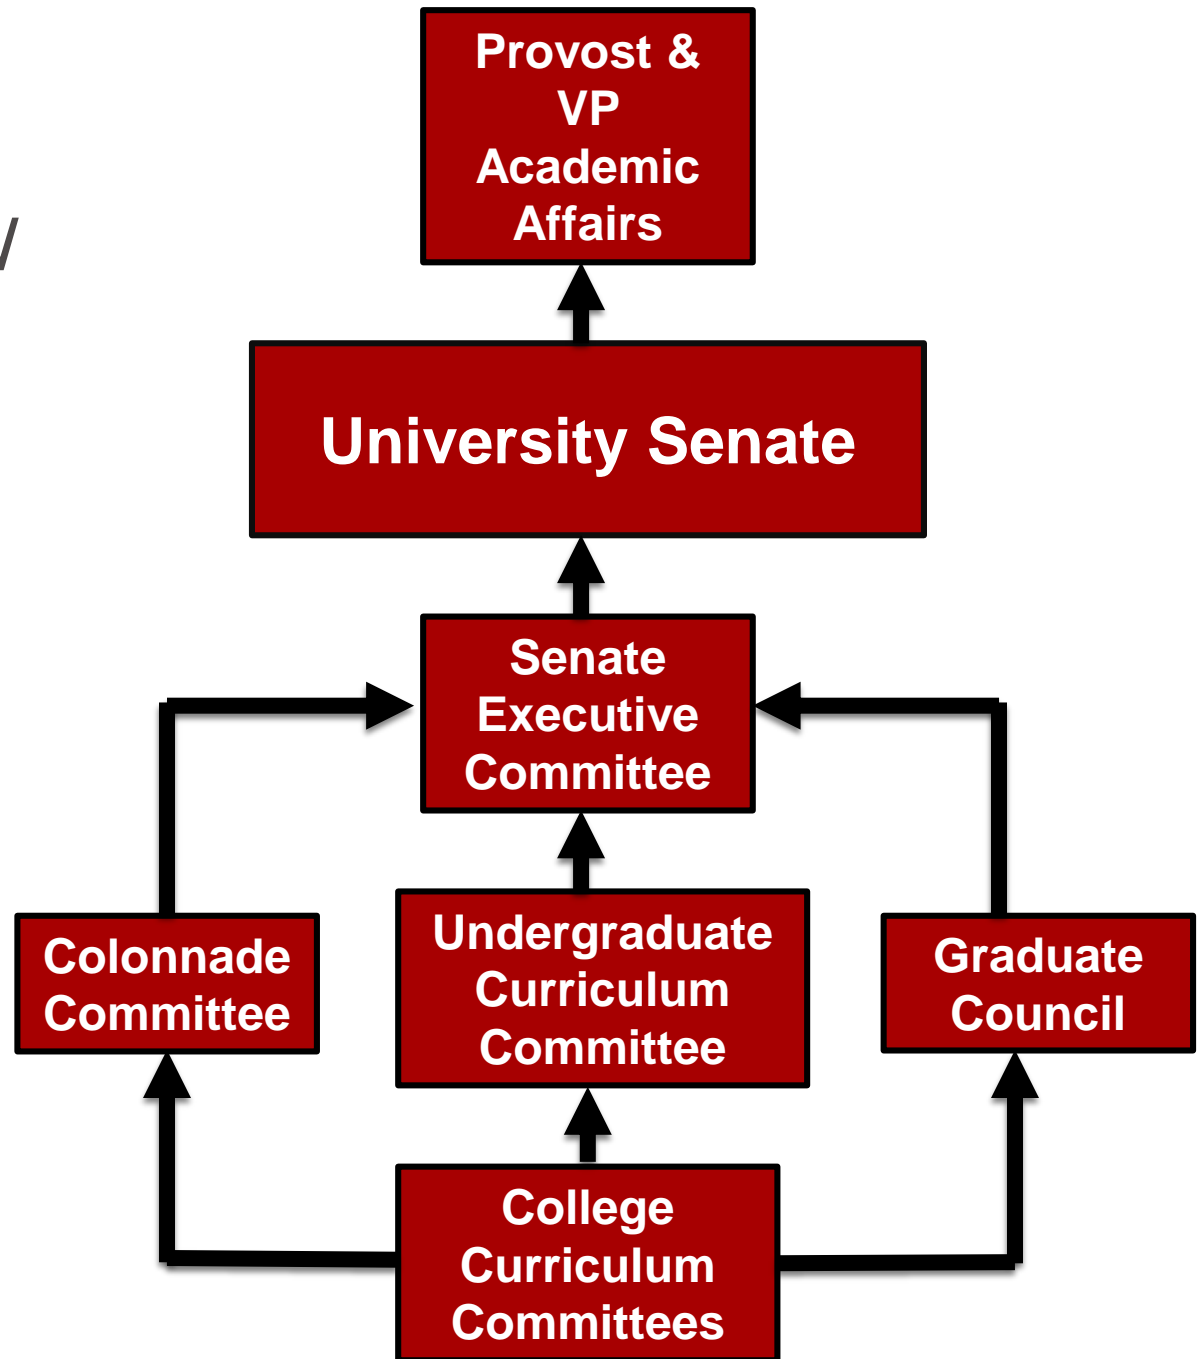 Provost &
VP
Academic
Affairs
University Senate
Senate
Executive
Committee
Colonnade
Committee
Undergraduate
Curriculum
Committee
Graduate
Council
College
Curriculum
Committees